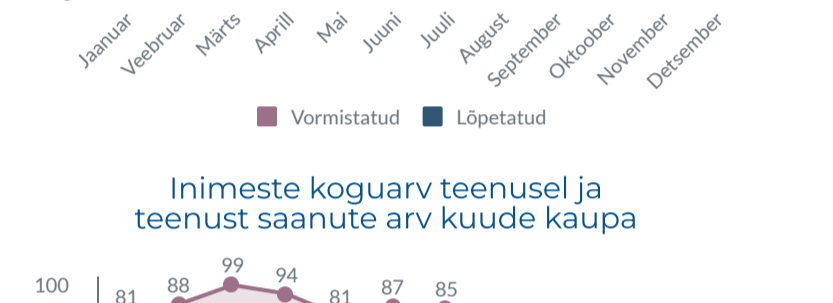 Jaanuar
Veebruar
Märts
Aprill
Mai
Juuni
Juuli
August
September
Oktoober
November
Detsember
Vormistatud Lõpetatud
Inimeste koguarv teenusel ja
teenust saanute arv kuude kaupa
100 81 88 99 94 81 87 85